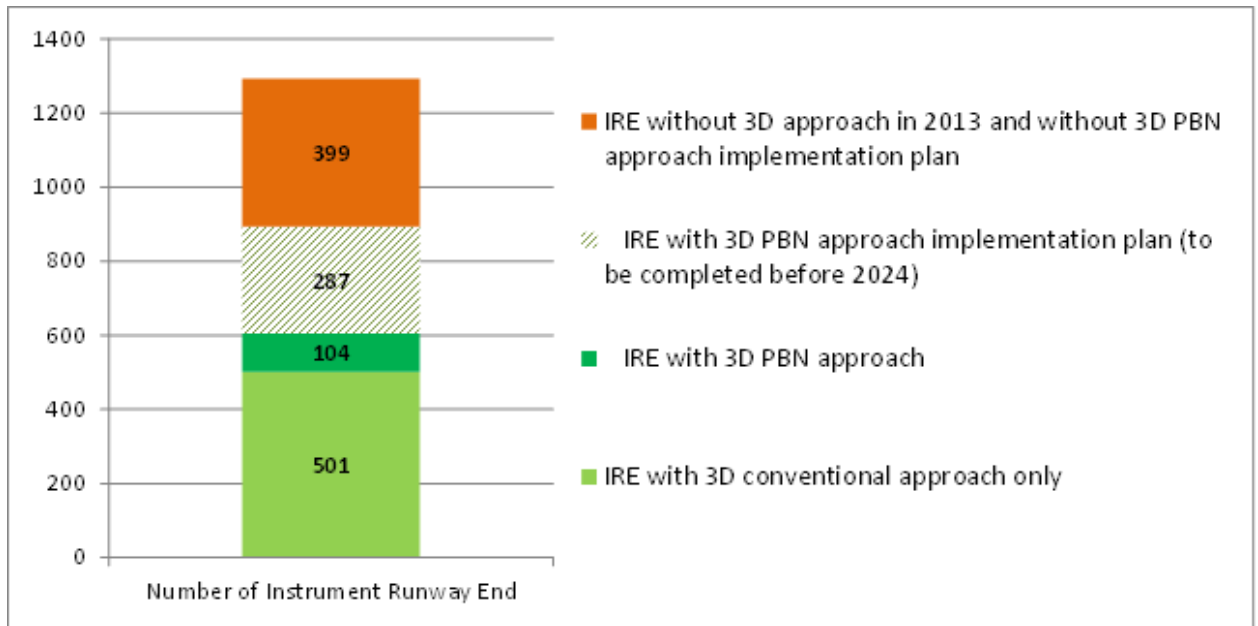 1400
1200
1000
800
600
400
200
0
399
287
104
501
Number of Instrument Runway End
IRE without 3D approach in 2013 and without 3D PBN
approach implementation plan
IRE with 3D PBN approach implementation plan (to
be completed before 2024)
IRE with 3D PBN approach
IRE with 3D conventional approach only